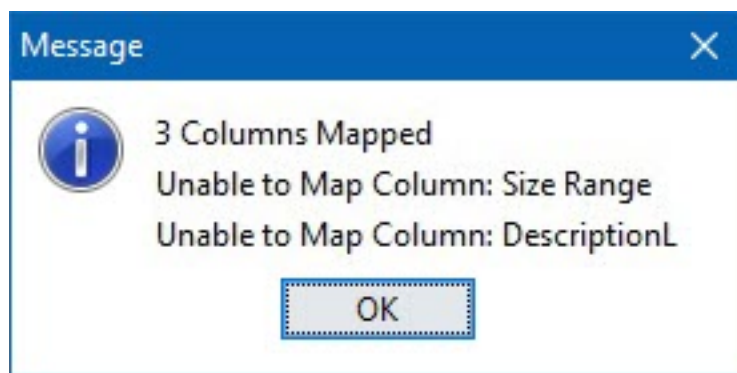 Message
3 Columns Mapped
Unable to Map Column: Size Range
Unable to Map Column: DescriptionL
OK